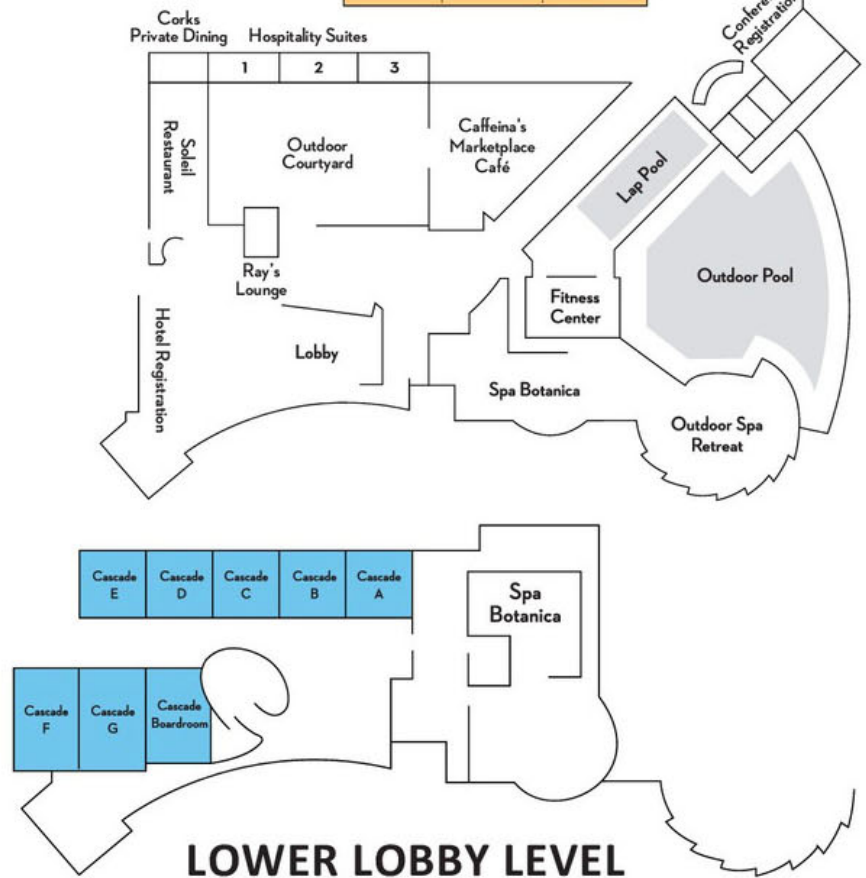 Corks
Private Dining
Hospitality Suites
1
2
3
Soleil
Restaurant
Outdoor
Courtyard
Caffeina's
Marketplace
Café
Registration
Lap Pool
Outdoor Pool
Ray's
Lounge
Fitness
Center
Hotel Registration
Lobby
Spa Botanica
Outdoor Spa
Retreat
Cascade
E
Cascade
D
Cascade
C
Cascade
B
Cascade
A
Spa
Botanica
Cascade
F
Cascade
G
Cascade
Boardroom
LOWER LOBBY LEVEL